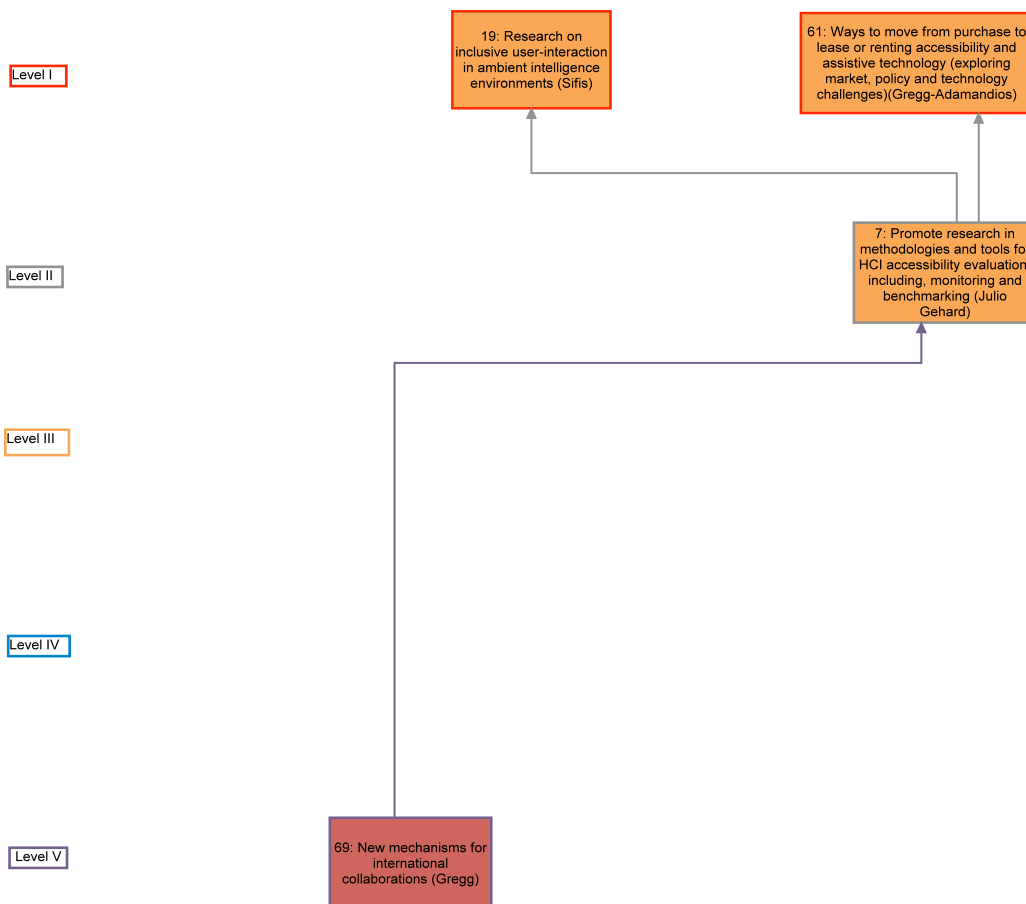 Level I
19: Research on
inclusive user-interaction
in ambient intelligence
environments (Sifis)
61: Ways to move from purchase to
lease or renting accessibility and
assistive technology (exploring
market, policy and technology
challenges)(Gregg-Adamandios)
Level II
7: Promote research in
methodologies and tools fo
HCI accessibility evaluation
including, monitoring and
benchmarking (Julio
Gehard)
Level III
Level IV
Level V
69: New mechanisms for
international
collaborations (Gregg)